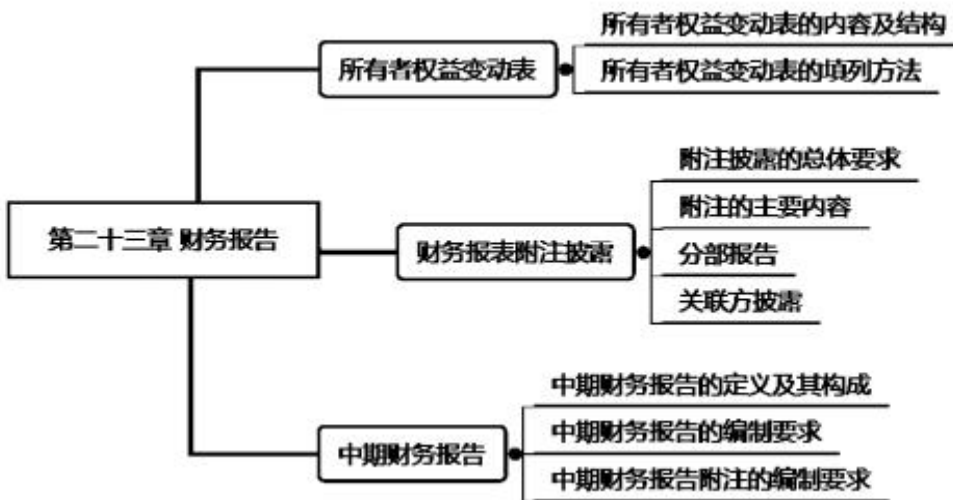 第二十三章 财务报告
所有者权益变动表
所有者权益变动表的内容及结构
所有者权益变动表的填列方法
财务报表附注披露
附注披露的总体要求
附注的主要内容
分部报告
关联方披露
中期财务报告
中期财务报告的定义及其构成
中期财务报告的编制要求
中期财务报告附注的编制要求